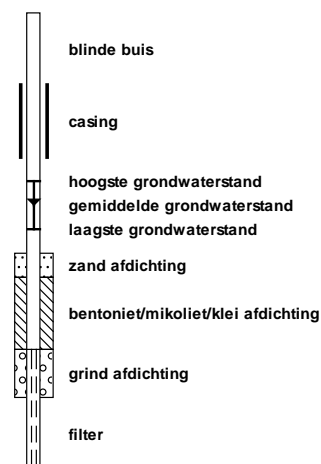 blinde buis
casing
hoogste grondwaterstand
gemiddelde grondwaterstand
laagste grondwaterstand
zand afdichting
bentoniet/mikoliet/klei afdichting
grind afdichting
filter